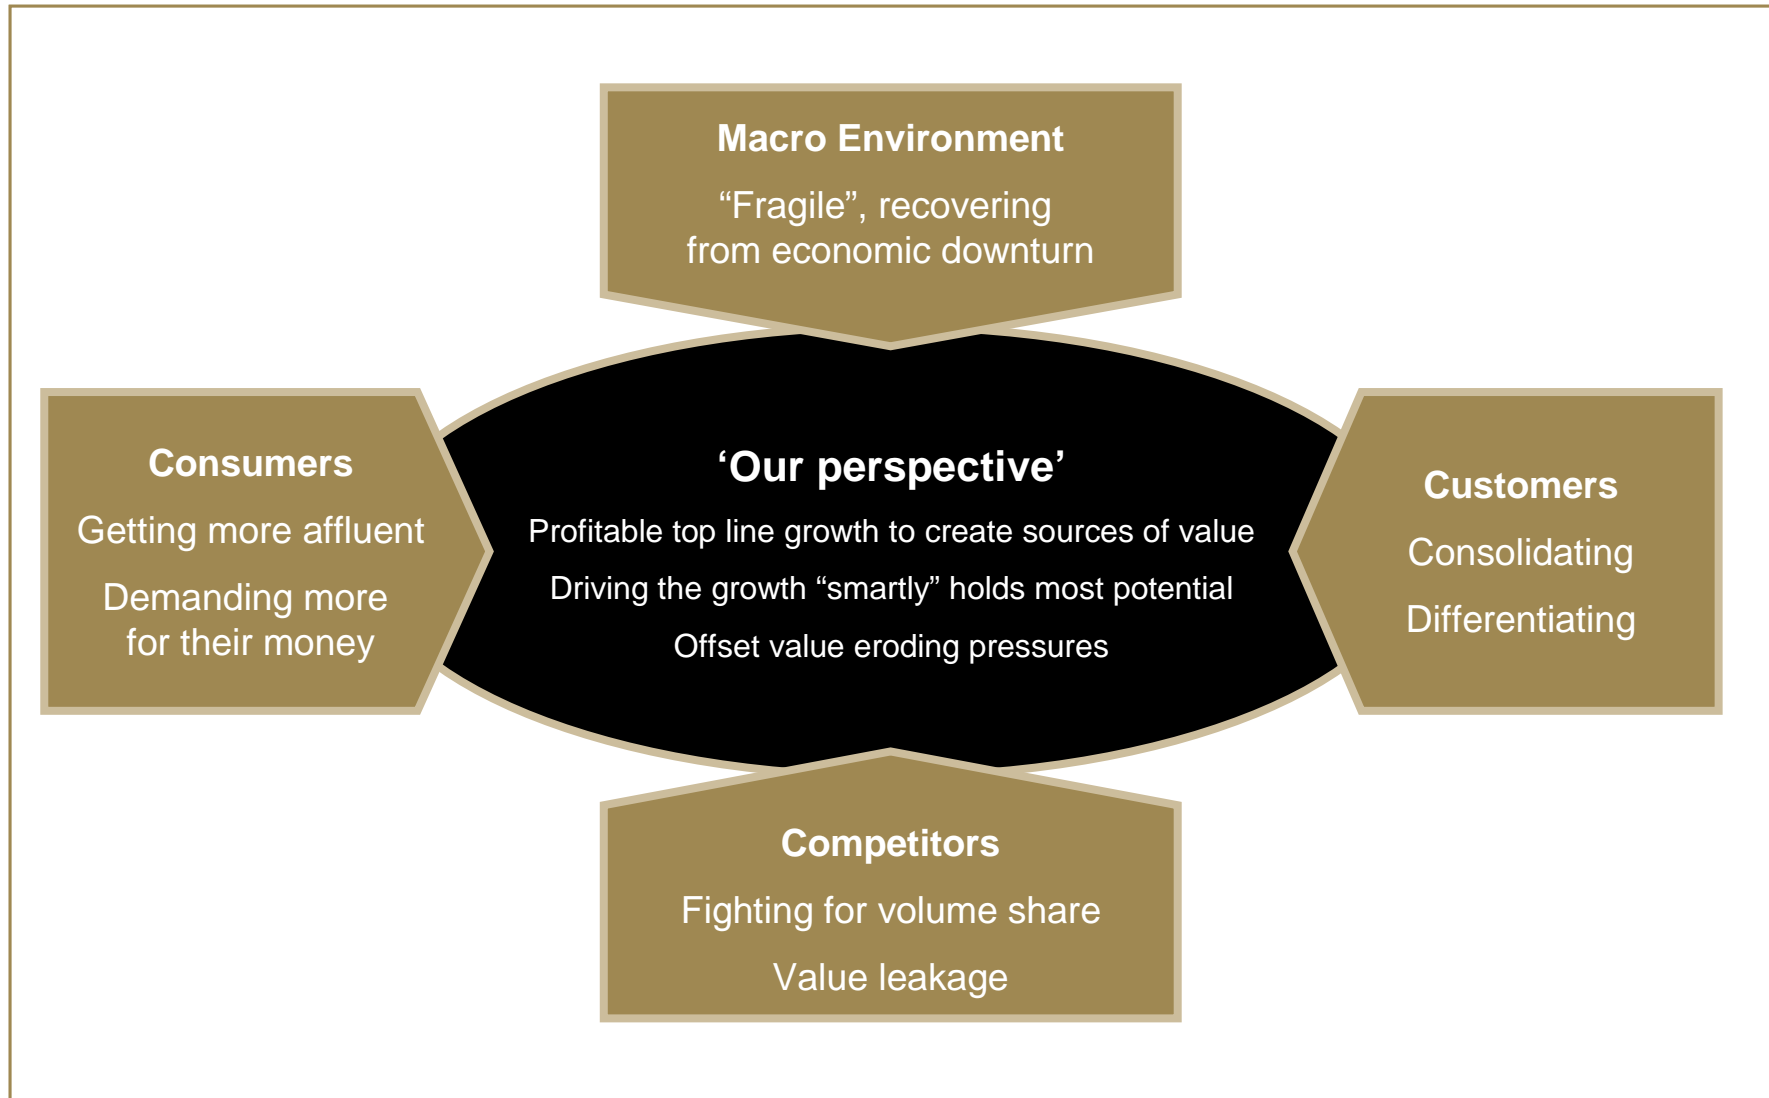 Macro Environment
“Fragile”, recovering
from economic downturn
Consumers
Getting more affluent
Demanding more
for their money
‘Our perspective’
Profitable top line growth to create sources of value
Driving the growth “smartly” holds most potential
Offset value eroding pressures
Customers
Consolidating
Differentiating
Competitors
Fighting for volume share
Value leakage